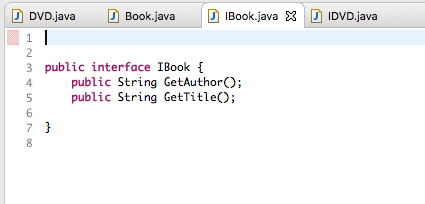 DVD.java Book.java IBook.java IDVD.java
1
2
3 public interface IBook {
4 public String GetAuthor();
5 public String GetTitle();
6
7 }
8